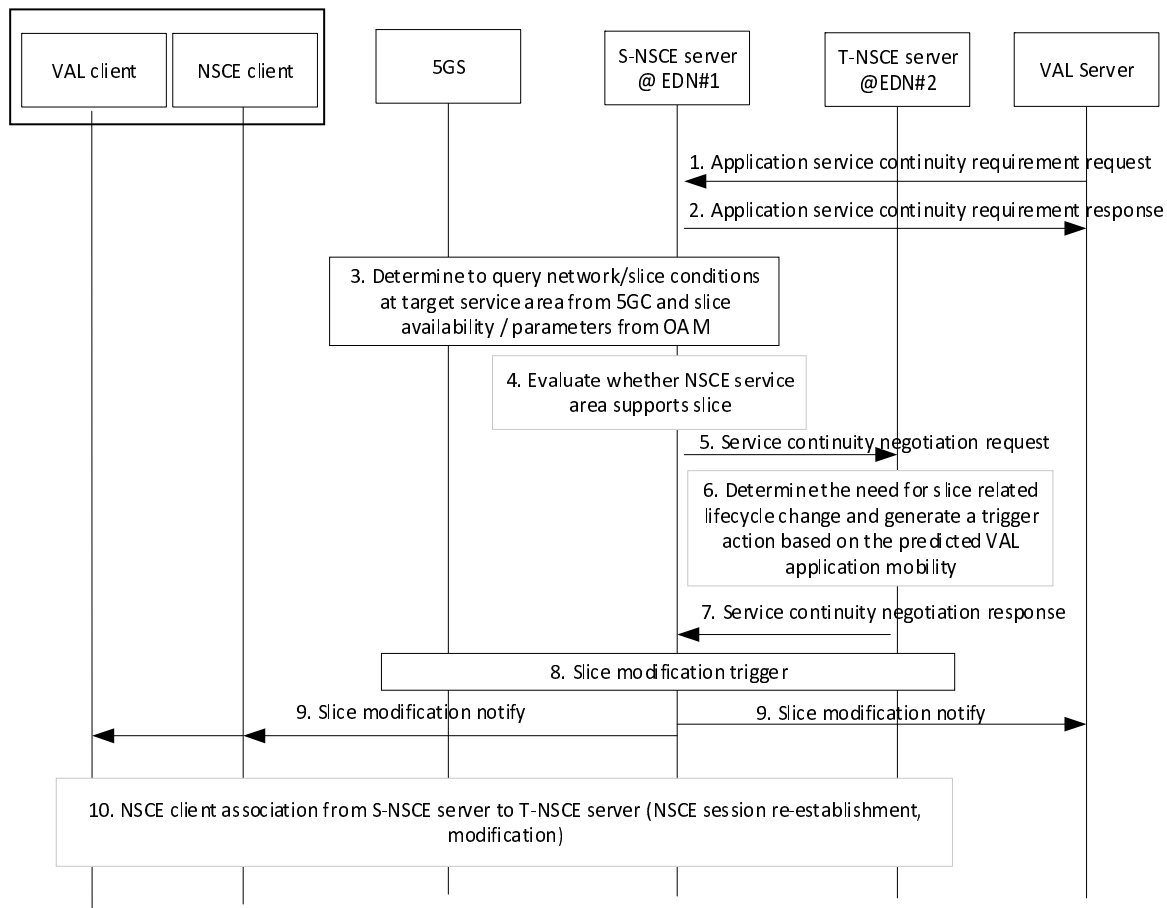 VAL client
NSCE client
5GS
S-NSCE server
@ EDN#1
T-NSCE server
@EDN#2
VAL Server
1. Application service continuity requirement request
2. Application service continuity requirement response
3. Determine to query network/slice conditions
at target service area from 5GC and slice
availability / parameters from OAM
4. Evaluate whether NSCE service
area supports slice
5. Service continuity negotiation request
6. Determine the need for slice related
lifecycle change and generate a trigger
action based on the predicted VAL
application mobility
7. Service continuity negotiation response
8. Slice modification trigger
9. Slice modification notify
9. Slice modification notify
10. NSCE client association from S-NSCE server to T-NSCE server (NSCE session re-establishment,
modification)